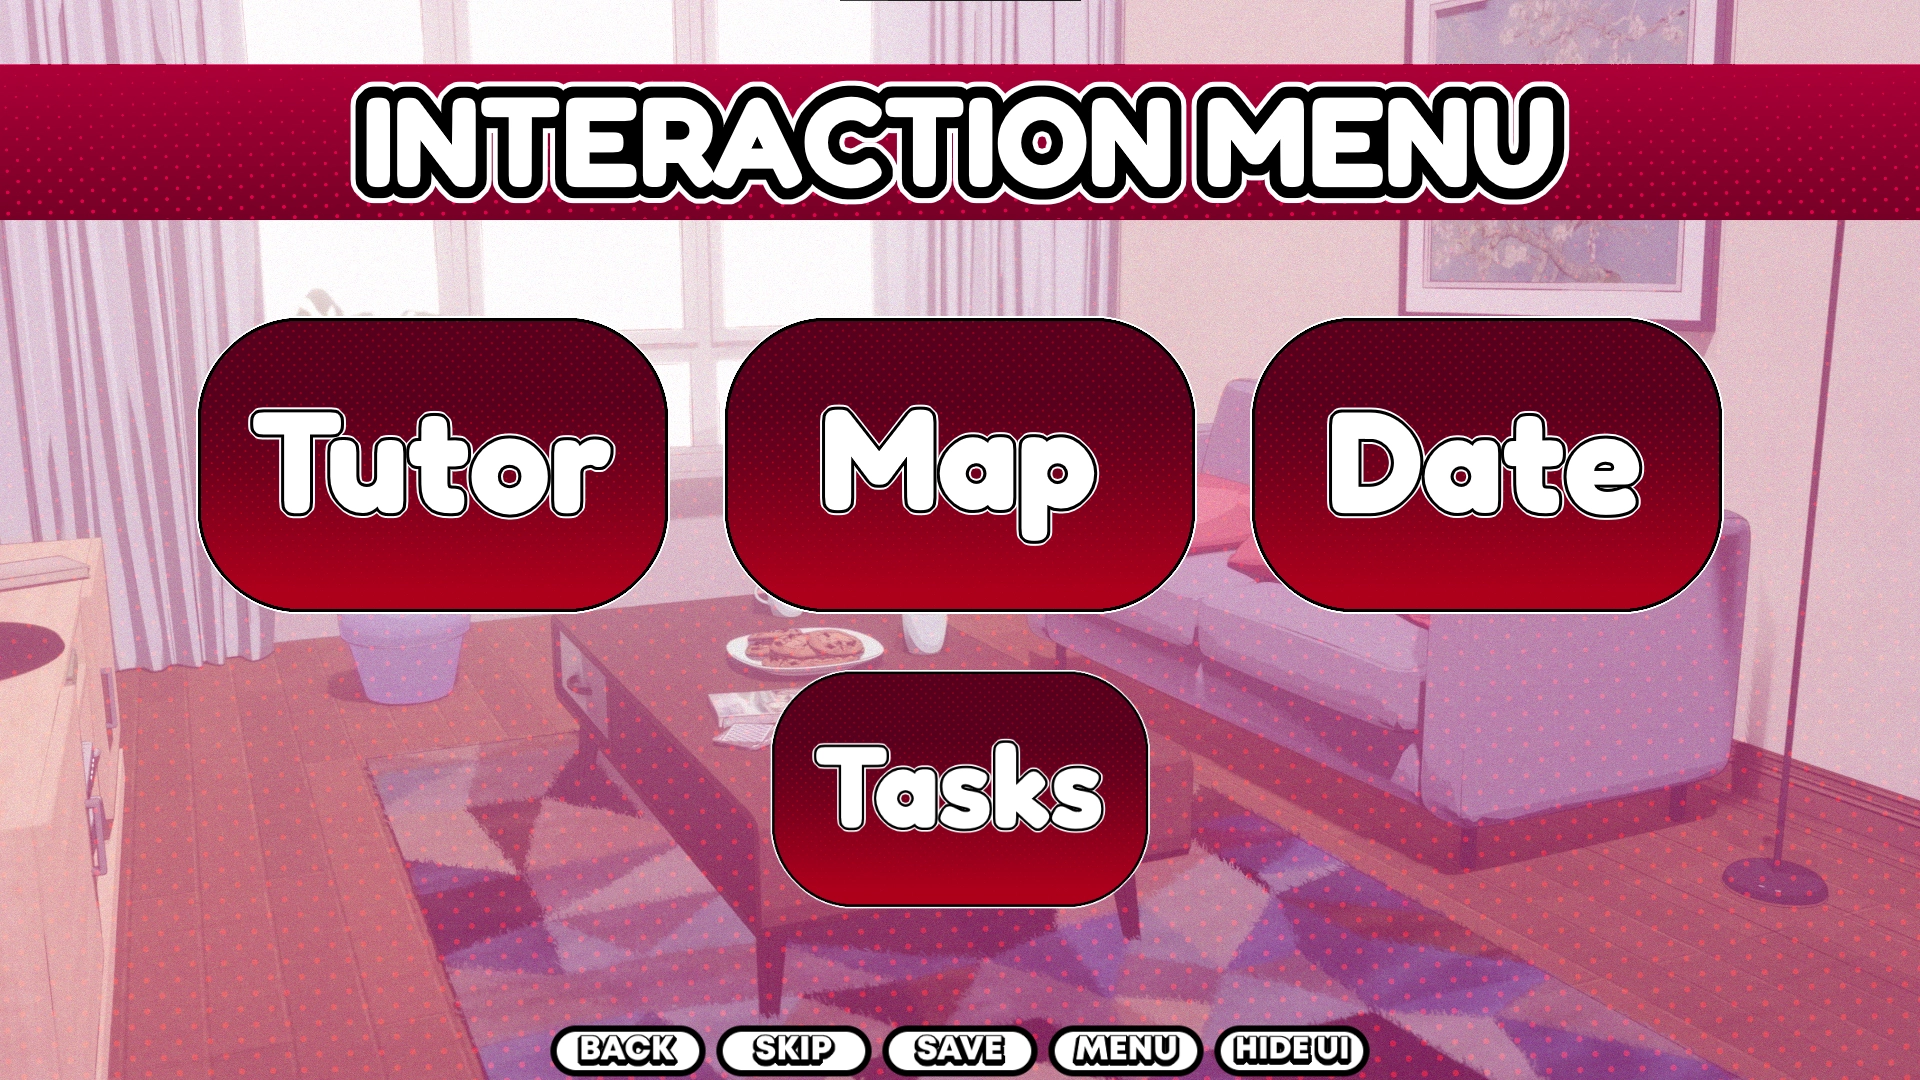 INTERACTION MENU
Tutor
Map
Date
Tasks
BACK
SKIP
SAVE
MENU
HIDE UI